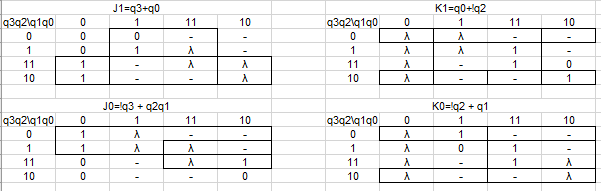 J1=q3+q0 K1=q0+!q2
q3q2\q1q0 0 1 11 10 q3q2\q1q0 0 1 11 10
0 0 0 - - 0 λ λ - -
1 0 1 λ - 1 λ λ 1 -
11 1 - λ λ 11 λ - 1 0
10 1 - - λ 10 λ - - 1
J0=!q3 + q2q1 K0=!q2 + q1
q3q2\q1q0 0 1 11 10 q3q2\q1q0 0 1 11 10
0 1 λ - - 0 λ 1 - -
1 1 λ λ - 1 λ 0 1 -
11 0 - λ 1 11 λ - 1 λ
10 0 - - 0 10 λ - - λ